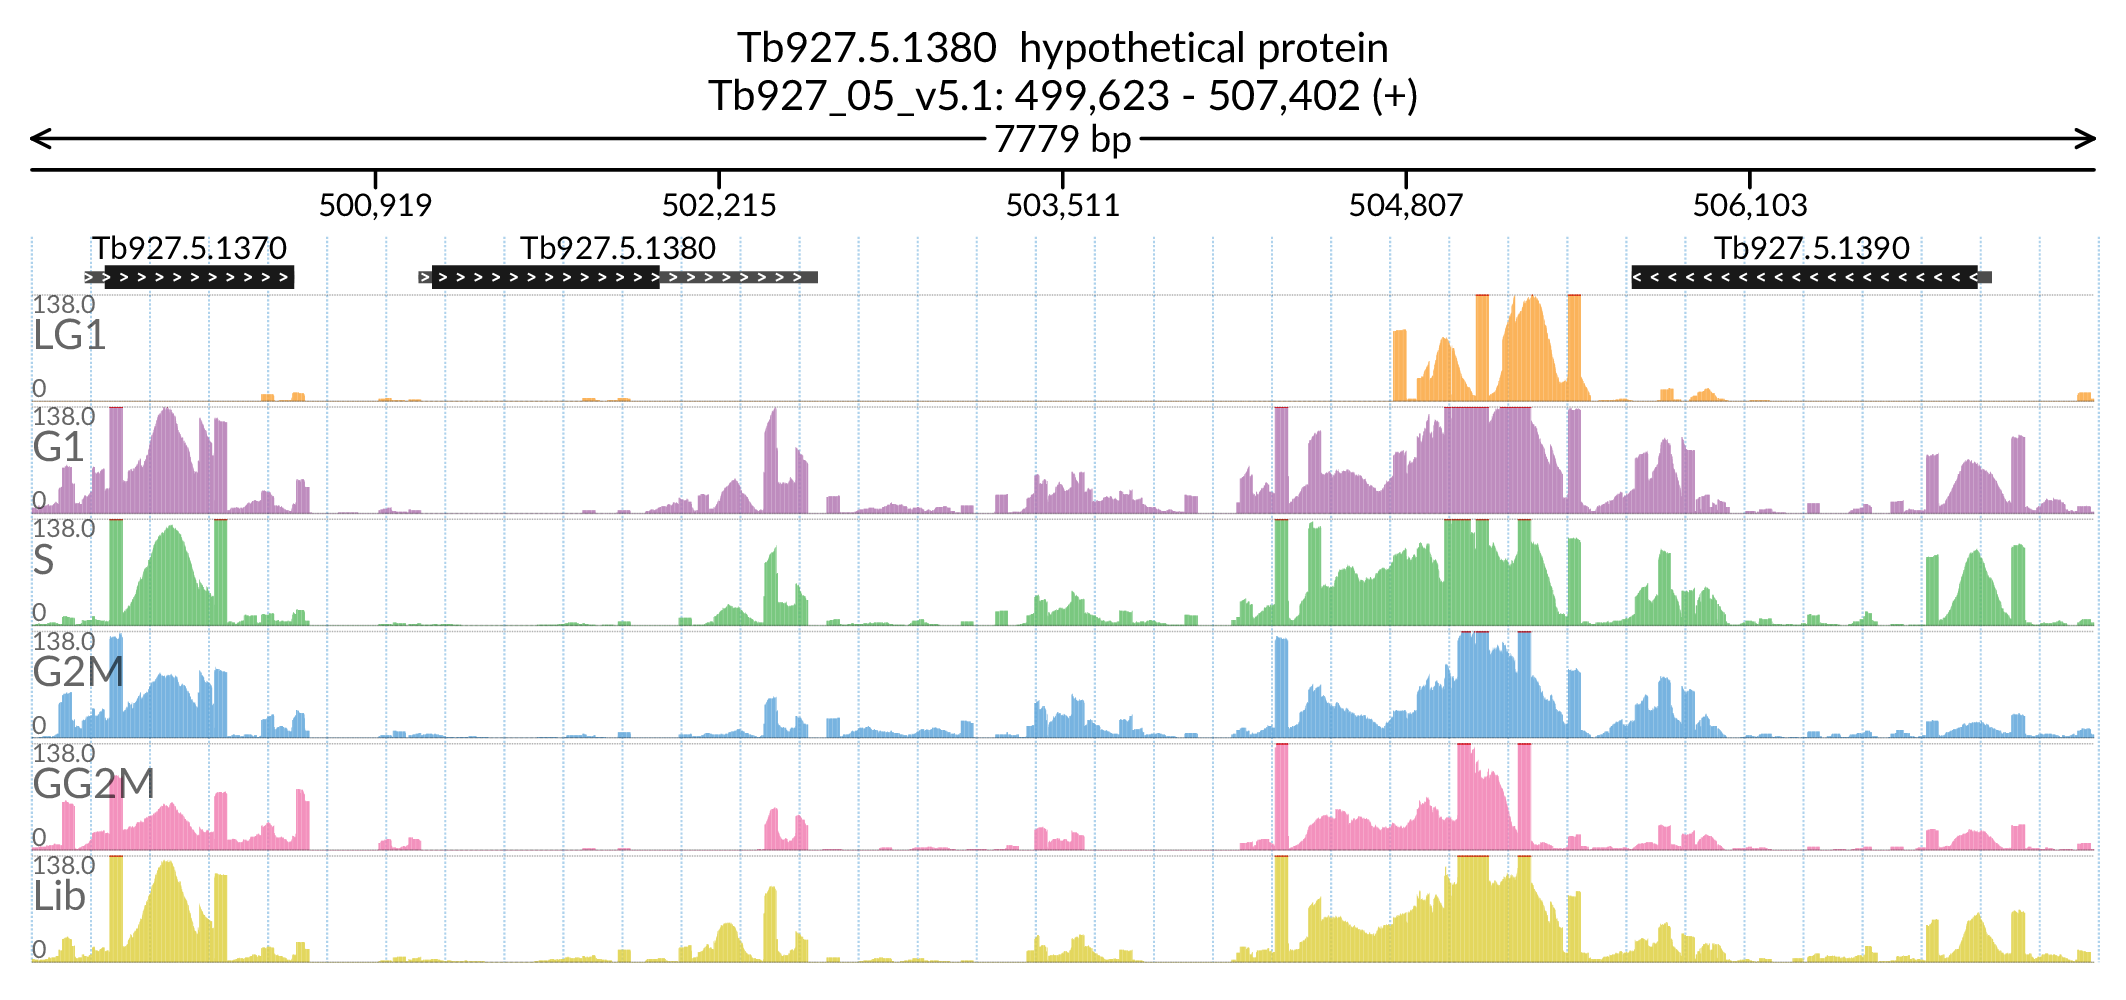 Tb927.5.1380  hypothetical protein
Tb927_05_v5.1: 499,623 - 507,402 (+)
7779 bp
500,919 502,215 503,511 504,807 506,103
Tb927.5.1370 Tb927.5.1380 Tb927.5.1390
138.0
LG1
0
138.0
G1
0
138.0
S
0
138.0
G2M
0
138.0
GG2M
0
138.0
Lib
0